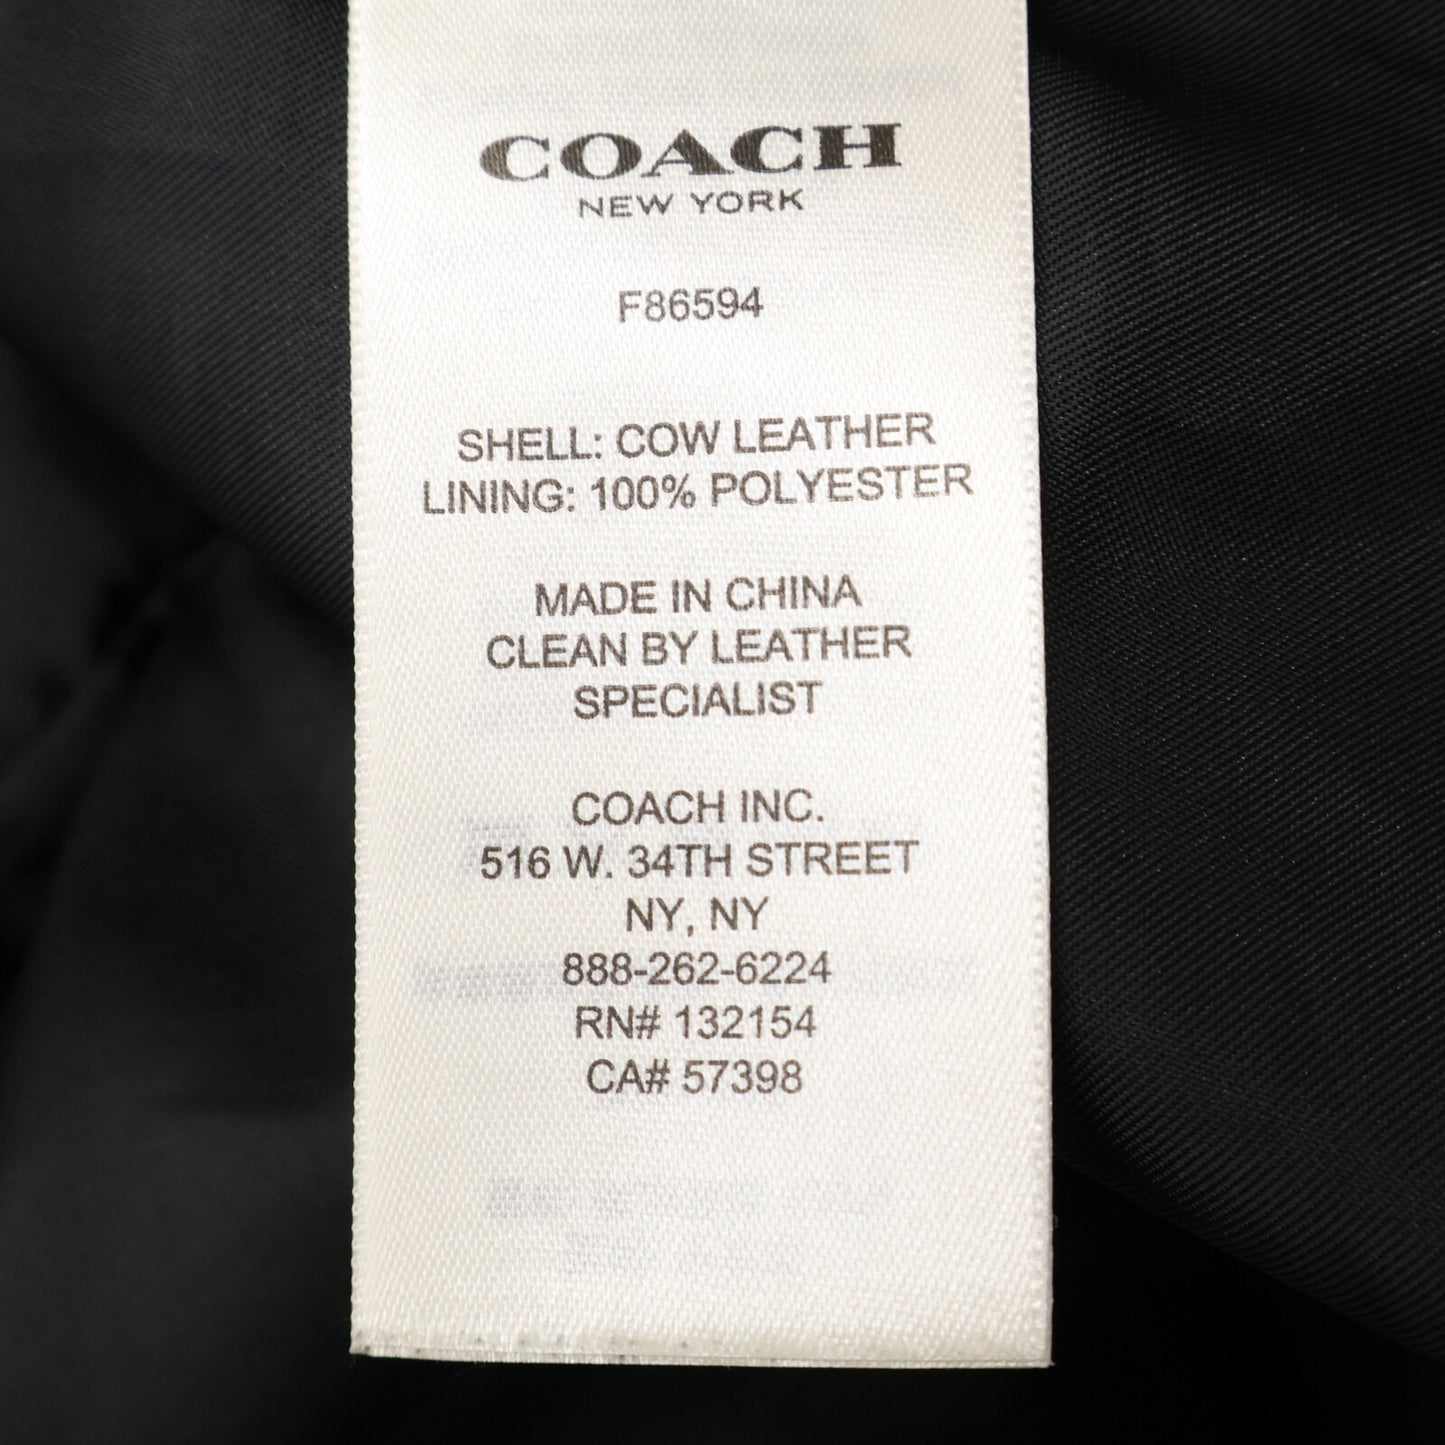 COACH
NEW YORK
F86594
SHELL: COW LEATHER
LINING: 100% POLYESTER
MADE IN CHINA
CLEAN BY LEATHER
SPECIALIST
COACH INC.
516 W. 34TH STREET
NY, NY
888-262-6224
RN# 132154
CA# 57398